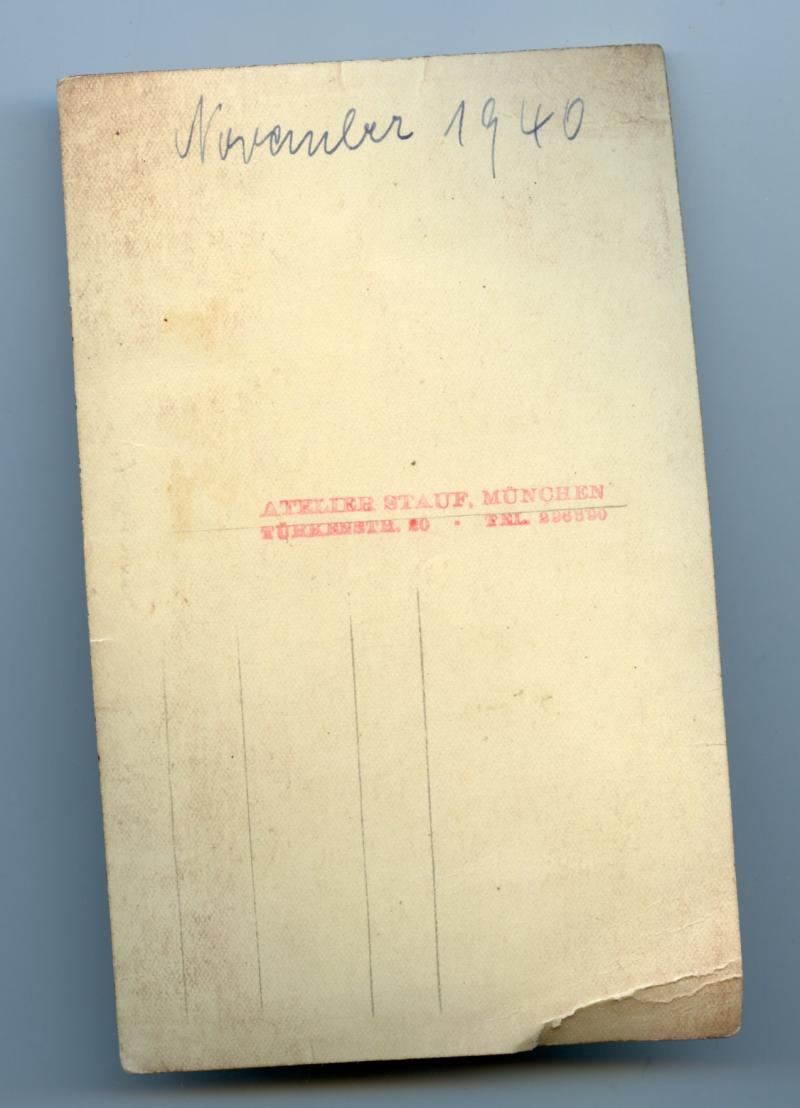 November 1940
ATELIER STAUF, MÜNCHEN
TÜRKENSTR. 20 • TEL. 296390